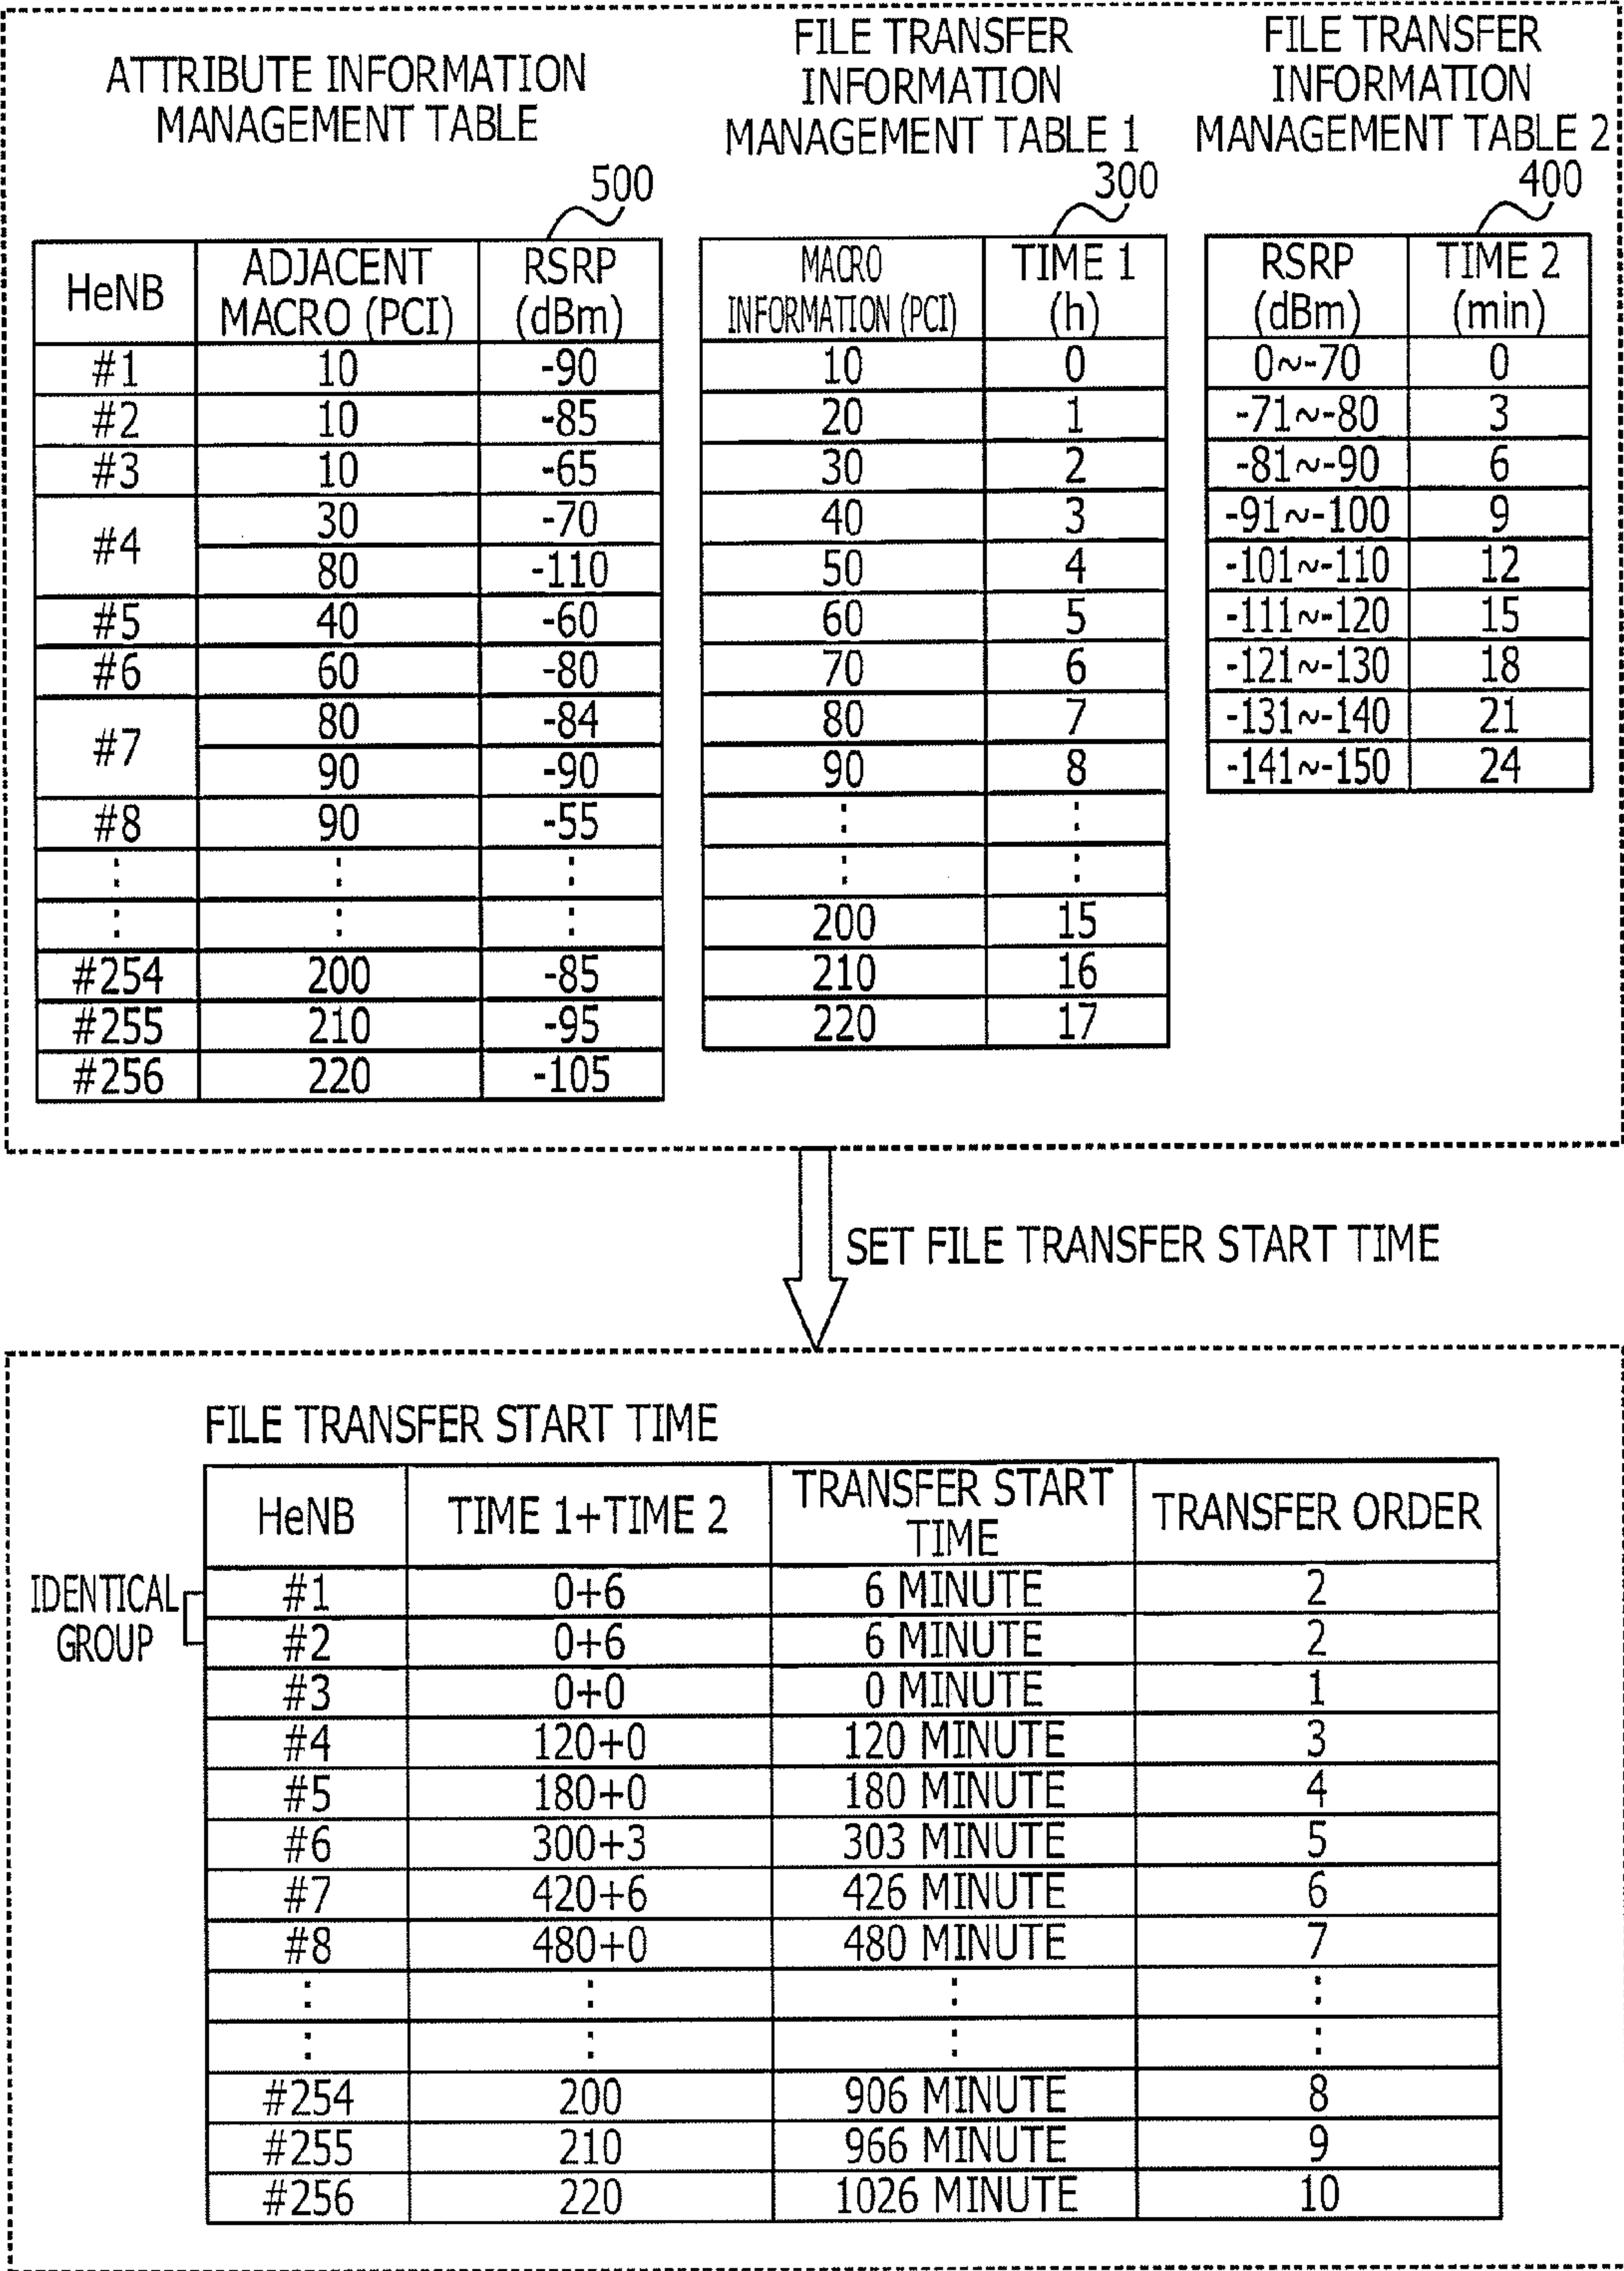 ATTRIBUTE INFORMATION
MANAGEMENT TABLE
500
HeNB ADJACENT MACRO (PCI) RSRP (dBm)
#1 10 -90
#2 10 -85
#3 10 -65
#4 30 -70
80 -110
#5 40 -60
#6 60 -80
#7 80 -84
90 -90
#8 90 -55
: : :
: : :
#254 200 -85
#255 210 -95
#256 220 -105
FILE TRANSFER
INFORMATION
MANAGEMENT TABLE 1
300
MACRO INFORMATION (PCI) TIME 1 (h)
10 0
20 1
30 2
40 3
50 4
60 5
70 6
80 7
90 8
: :
: :
200 15
210 16
220 17
FILE TRANSFER
INFORMATION
MANAGEMENT TABLE 2
400
RSRP (dBm) TIME 2 (min)
0~-70 0
-71~-80 3
-81~-90 6
-91~-100 9
-101~-110 12
-111~-120 15
-121~-130 18
-131~-140 21
-141~-150 24
SET FILE TRANSFER START TIME
FILE TRANSFER START TIME
HeNB TIME 1+TIME 2 TRANSFER START TIME TRANSFER ORDER
IDENTICAL
GROUP
#1 0+6 6 MINUTE 2
#2 0+6 6 MINUTE 2
#3 0+0 0 MINUTE 1
#4 120+0 120 MINUTE 3
#5 180+0 180 MINUTE 4
#6 300+3 303 MINUTE 5
#7 420+6 426 MINUTE 6
#8 480+0 480 MINUTE 7
: : : :
: : : :
#254 200 906 MINUTE 8
#255 210 966 MINUTE 9
#256 220 1026 MINUTE 10